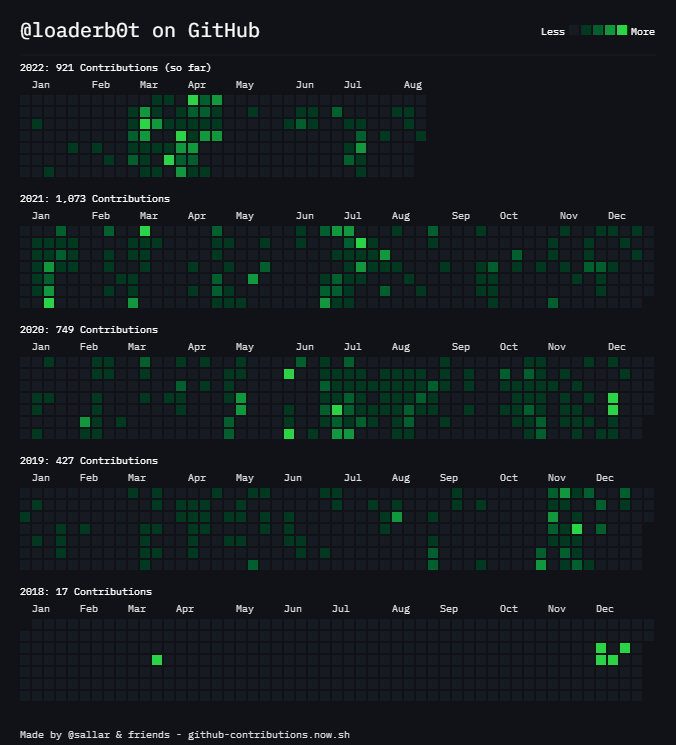 @loaderb0t on GitHub
Less More
2022: 921 Contributions (so far)
Jan Feb Mar Apr May Jun Jul Aug
2021: 1,073 Contributions
Jan Feb Mar Apr May Jun Jul Aug Sep Oct Nov Dec
2020: 749 Contributions
Jan Feb Mar Apr May Jun Jul Aug Sep Oct Nov Dec
2019: 427 Contributions
Jan Feb Mar Apr May Jun Jul Aug Sep Oct Nov Dec
2018: 17 Contributions
Jan Feb Mar Apr May Jun Jul Aug Sep Oct Nov Dec
Made by @sallar & friends - github-contributions.now.sh